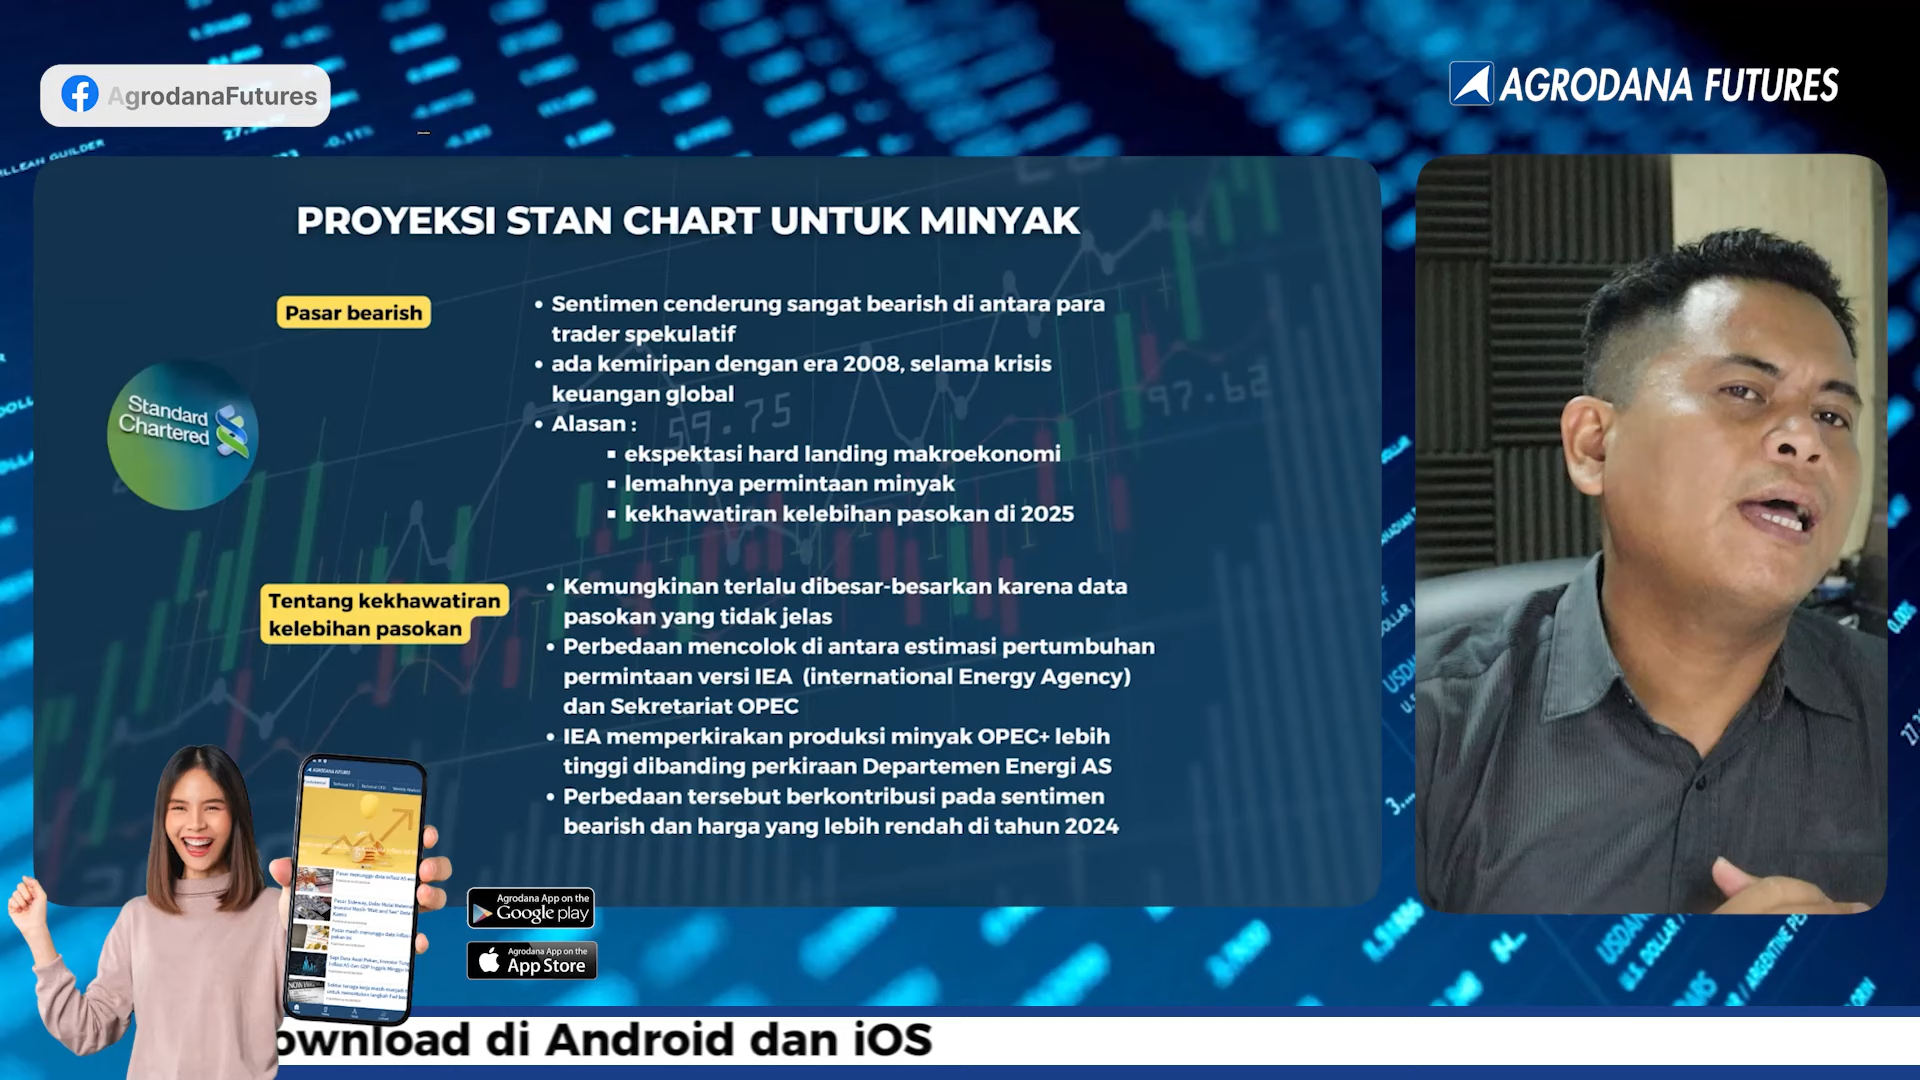 AgrodanaFutures
AGRODANA FUTURES
PROYEKSI STAN CHART UNTUK MINYAK
Pasar bearish
• Sentimen cenderung sangat bearish di antara para
trader spekulatif
• ada kemiripan dengan era 2008, selama krisis
keuangan global
• Alasan :
▪ ekspektasi hard landing makroekonomi
▪ lemahnya permintaan minyak
▪ kekhawatiran kelebihan pasokan di 2025
Standard
Chartered
59.75
97.62
Tentang kekhawatiran
kelebihan pasokan
• Kemungkinan terlalu dibesar-besarkan karena data
pasokan yang tidak jelas
• Perbedaan mencolok di antara estimasi pertumbuhan
permintaan versi IEA (international Energy Agency)
dan Sekretariat OPEC
• IEA memperkirakan produksi minyak OPEC+ lebih
tinggi dibanding perkiraan Departemen Energi AS
• Perbedaan tersebut berkontribusi pada sentimen
bearish dan harga yang lebih rendah di tahun 2024
Agrodana App on the
Google play
Agrodana App on the
App Store
ownload di Android dan iOS